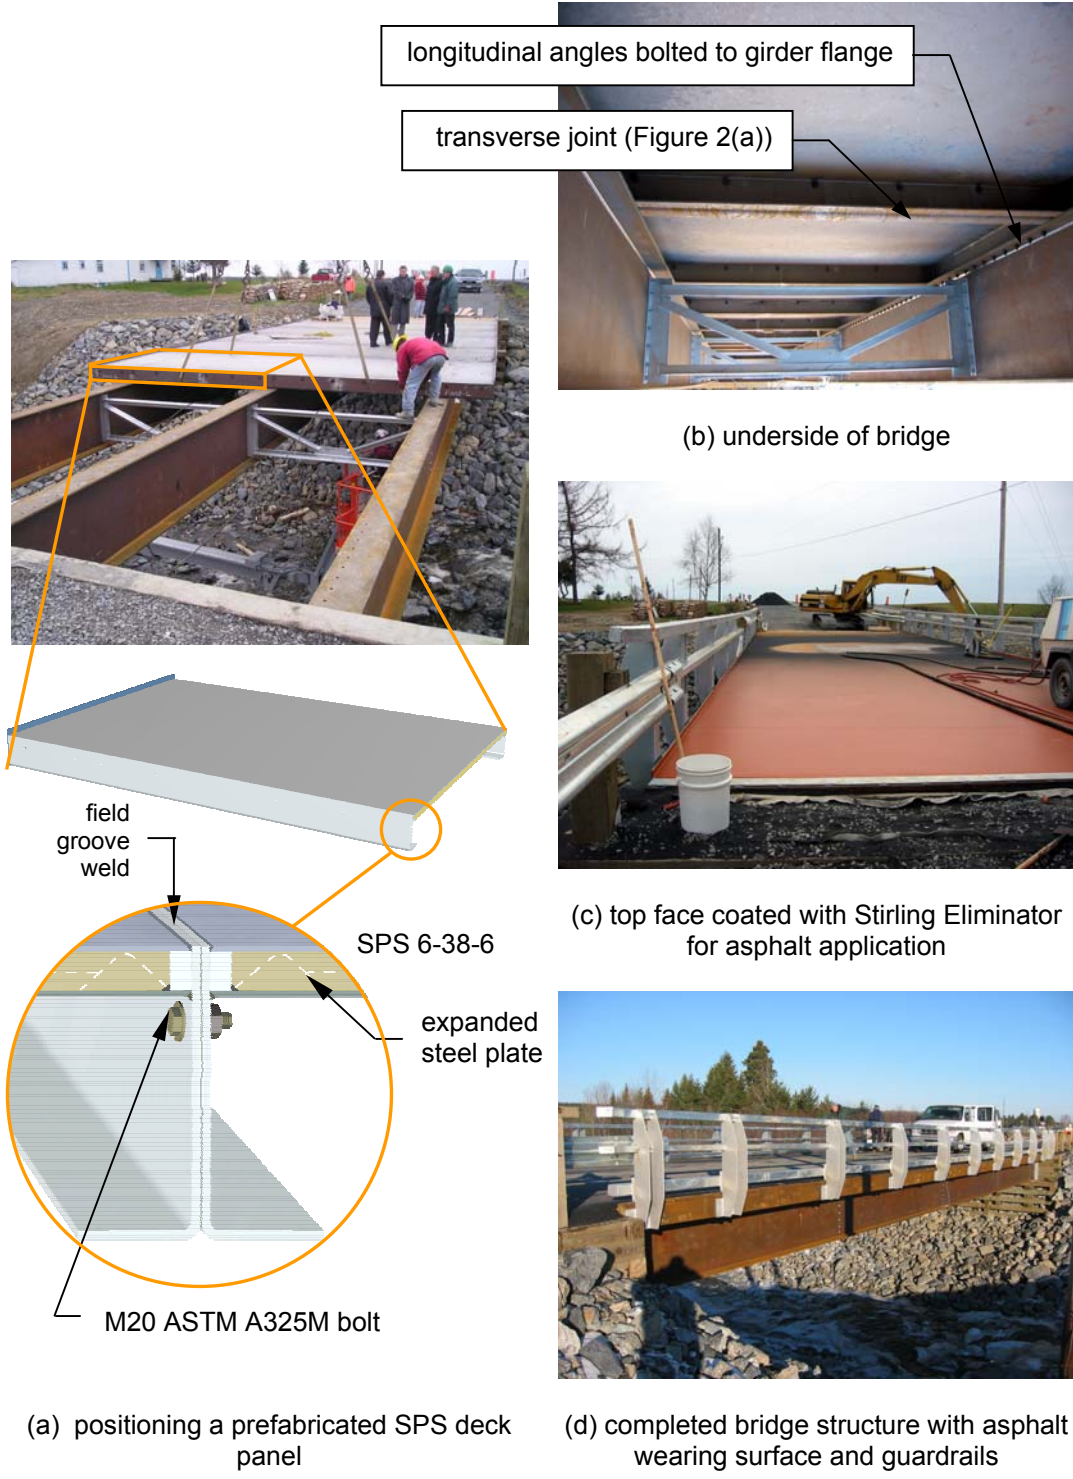 longitudinal angles bolted to girder flange
transverse joint (Figure 2(a))
(b) underside of bridge
field
groove
weld
SPS 6-38-6
expanded
steel plate
M20 ASTM A325M bolt
(a) positioning a prefabricated SPS deck
panel
(c) top face coated with Stirling Eliminator
for asphalt application
(d) completed bridge structure with asphalt
wearing surface and guardrails